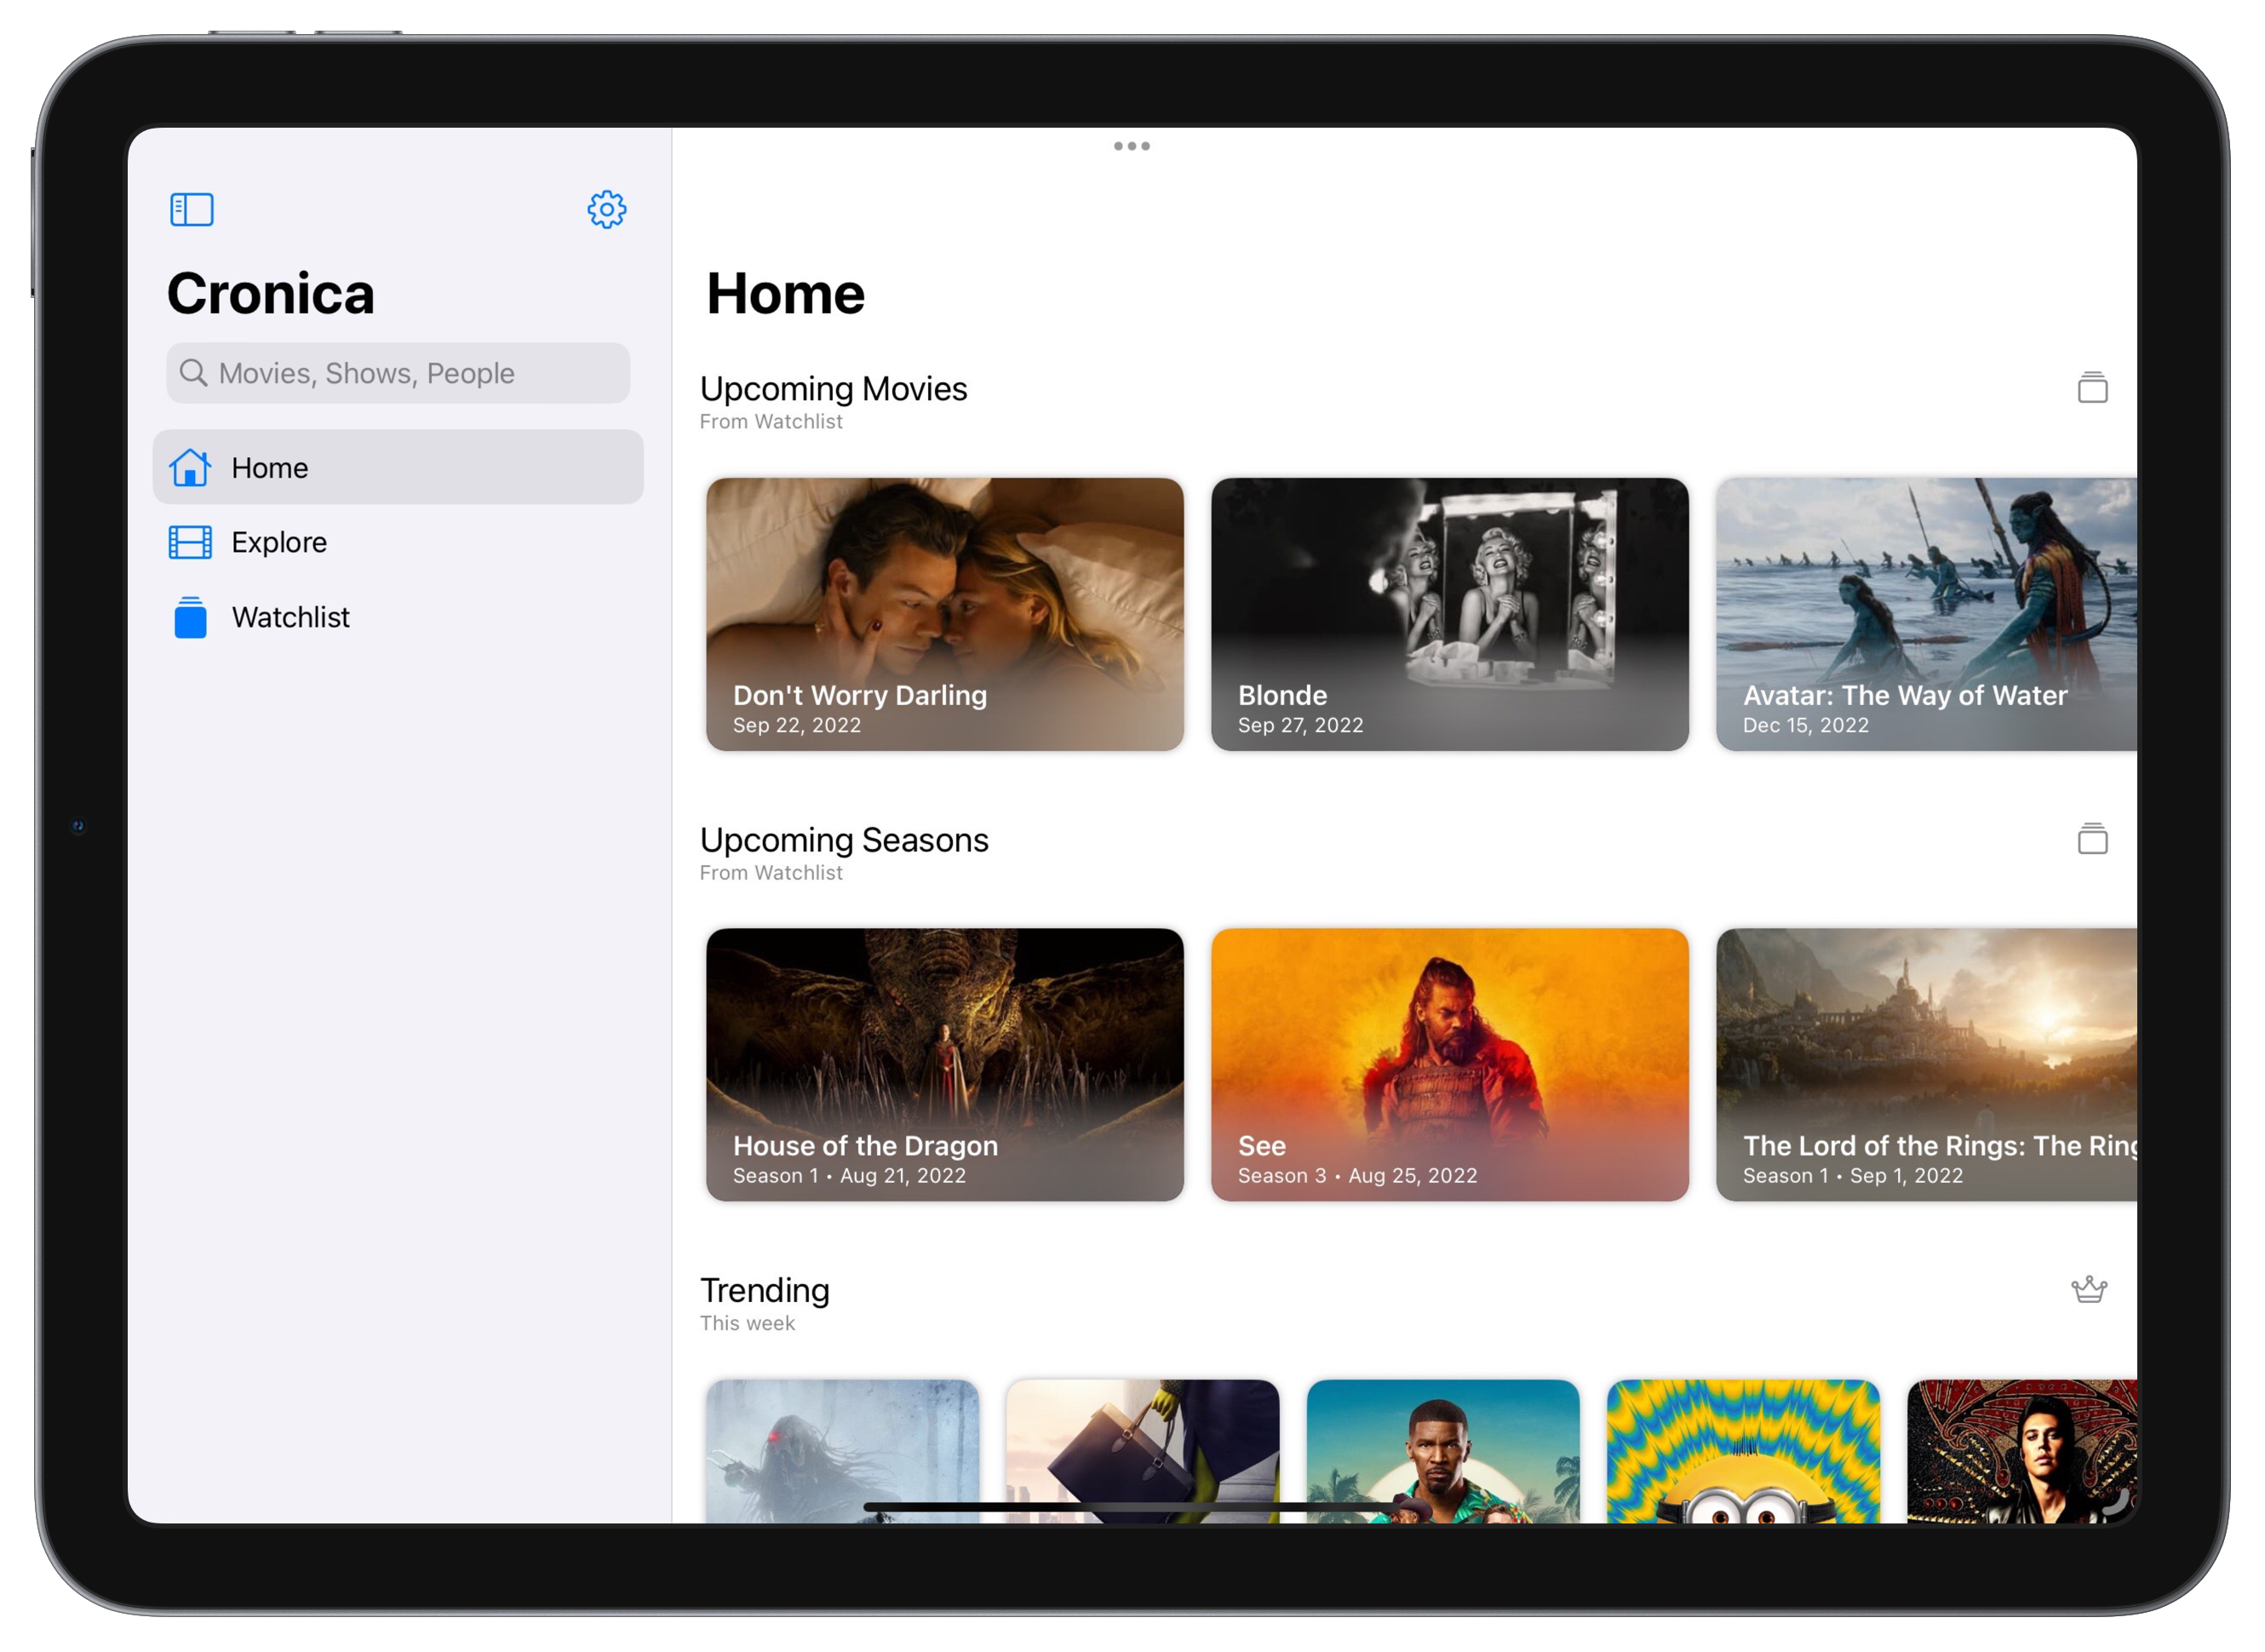 Cronica
Movies, Shows, People
Home
Explore
Watchlist
Home
Upcoming Movies
From Watchlist
Don't Worry Darling
Sep 22, 2022
Blonde
Sep 27, 2022
Avatar: The Way of Water
Dec 15, 2022
Upcoming Seasons
From Watchlist
House of the Dragon
Season 1 • Aug 21, 2022
See
Season 3 • Aug 25, 2022
The Lord of the Rings: The Ring
Season 1 • Sep 1, 2022
Trending
This week